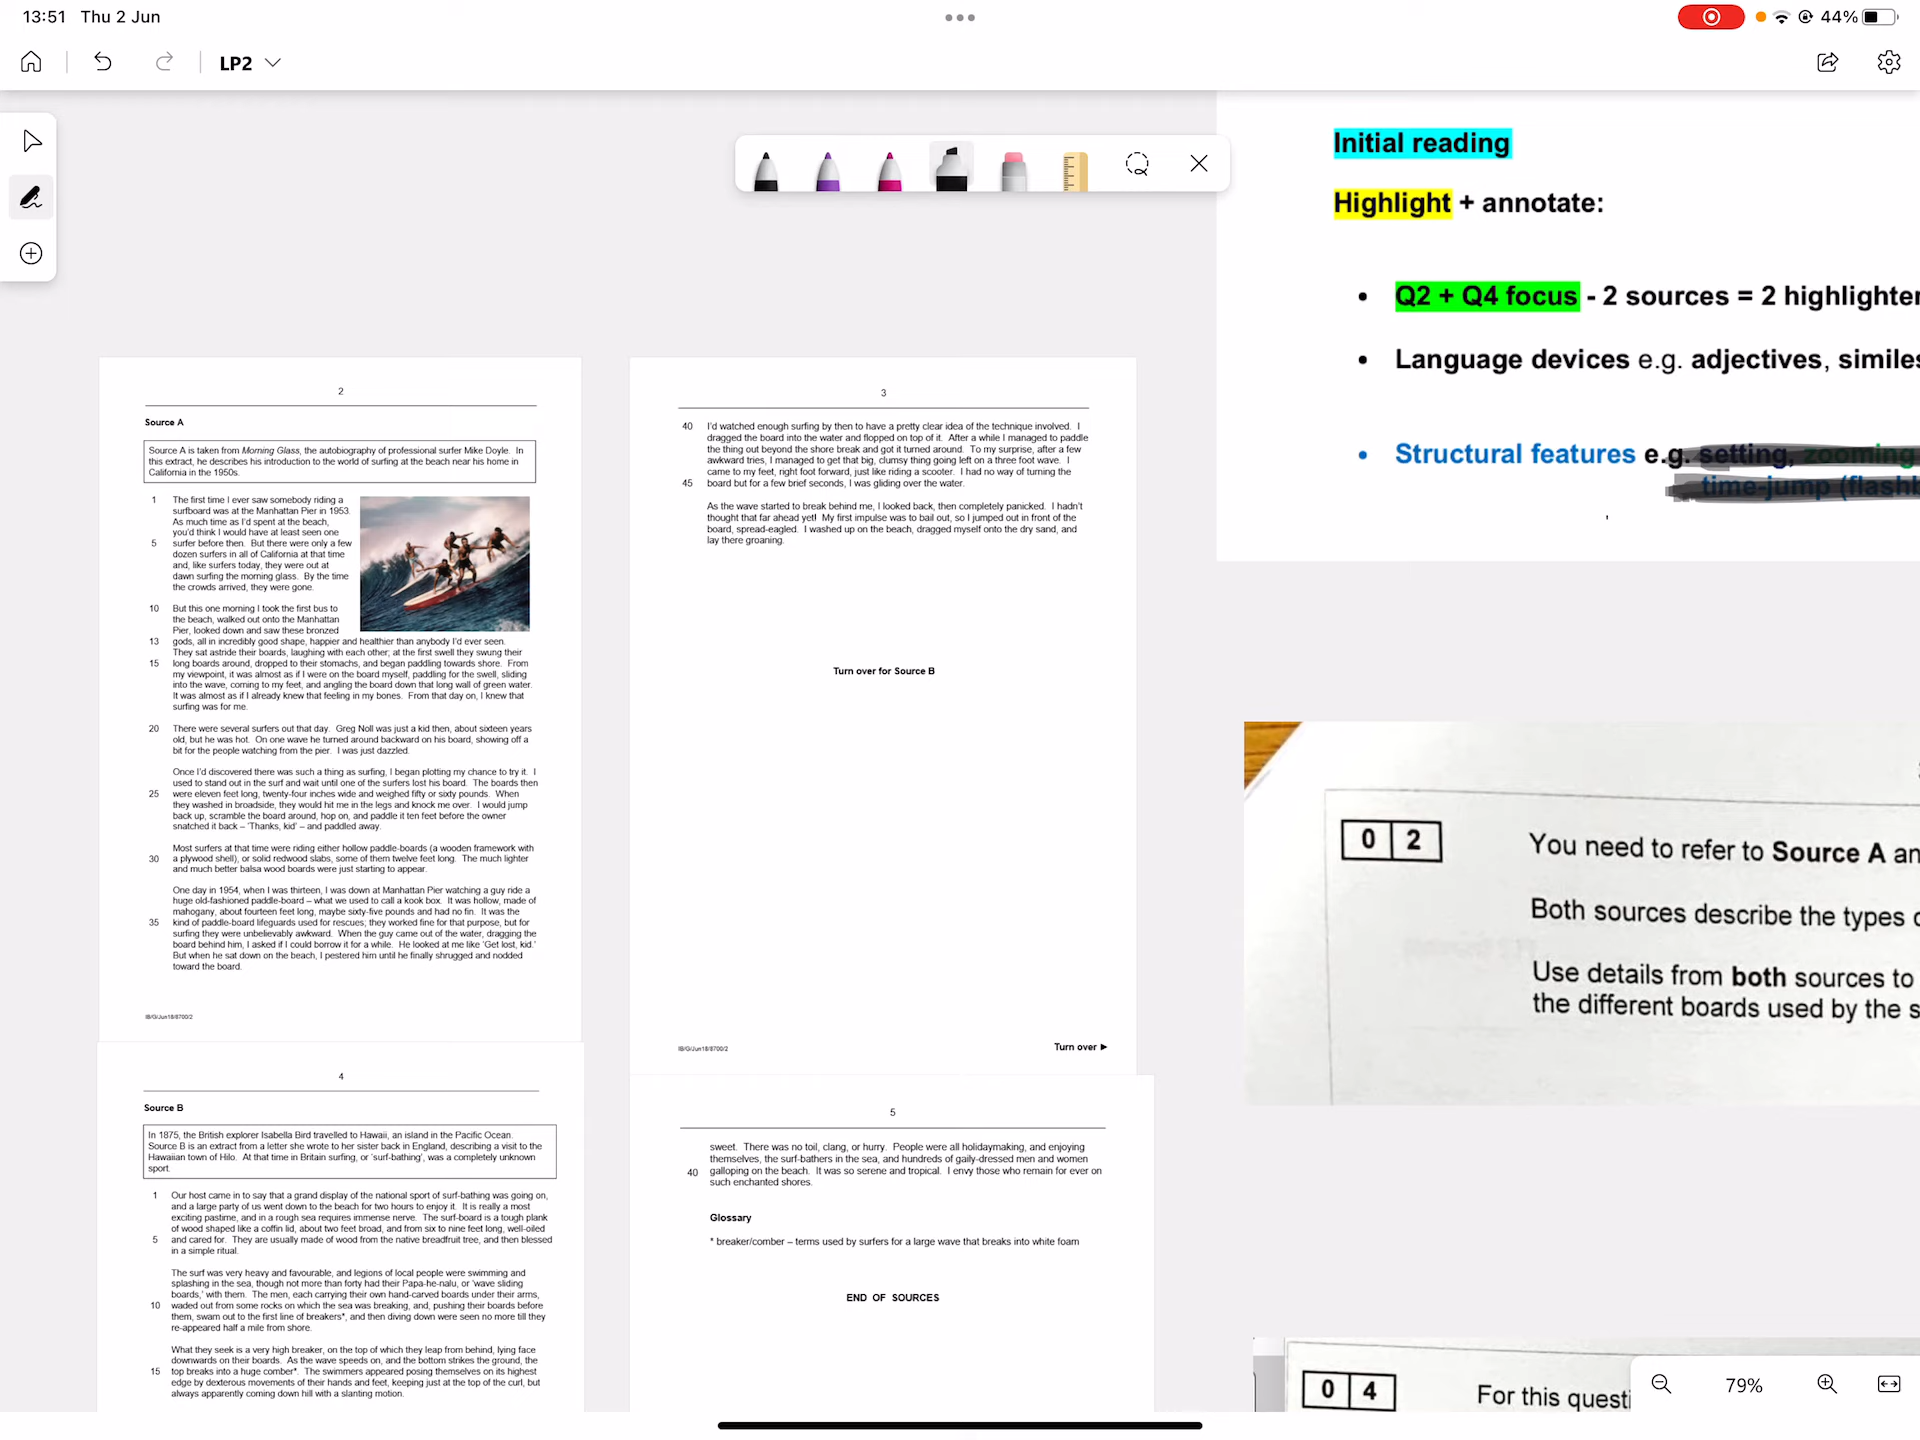 13:51 Thu 2 Jun
44%
LP2
Initial reading
Highlight + annotate:
• Q2 + Q4 focus - 2 sources = 2 highlighter
• Language devices e.g. adjectives, similes
• Structural features e.g. setting, zooming
time-jump (flashb
2
Source A
Source A is taken from Morning Glass, the autobiography of professional surfer Mike Doyle. In
this extract, he describes his introduction to the world of surfing at the beach near his home in
California in the 1950s.
1 The first time I ever saw somebody riding a
surfboard was at the Manhattan Pier in 1953.
As much time as I'd spent at the beach,
you'd think I would have at least seen one
5 surfer before then. But there were only a few
dozen surfers in all of California at that time
and, like surfers today, they were out at
dawn surfing the morning glass. By the time
the crowds arrived, they were gone.
10 But this one morning I took the first bus to
the beach, walked out onto the Manhattan
Pier, looked down and saw these bronzed
13 gods, all in incredibly good shape, happier and healthier than anybody I'd ever seen.
They sat astride their boards, laughing with each other; at the first swell they swung their
15 long boards around, dropped to their stomachs, and began paddling towards shore. From
my viewpoint, it was almost as if I were on the board myself, paddling for the swell, sliding
into the wave, coming to my feet, and angling the board down that long wall of green water.
It was almost as if I already knew that feeling in my bones. From that day on, I knew that
surfing was for me.
20 There were several surfers out that day. Greg Noll was just a kid then, about sixteen years
old, but he was hot. On one wave he turned around backward on his board, showing off a
bit for the people watching from the pier. I was just dazzled.
Once I'd discovered there was such a thing as surfing, I began plotting my chance to try it. I
used to stand out in the surf and wait until one of the surfers lost his board. The boards then
25 were eleven feet long, twenty-four inches wide and weighed fifty or sixty pounds. When
they washed in broadside, they would hit me in the legs and knock me over. I would jump
back up, scramble the board around, hop on, and paddle it ten feet before the owner
snatched it back – 'Thanks, kid' – and paddled away.
Most surfers at that time were riding either hollow paddle-boards (a wooden framework with
30 a plywood shell), or solid redwood slabs, some of them twelve feet long. The much lighter
and much better balsa wood boards were just starting to appear.
One day in 1954, when I was thirteen, I was down at Manhattan Pier watching a guy ride a
huge old-fashioned paddle-board – what we used to call a kook box. It was hollow, made of
mahogany, about fourteen feet long, maybe sixty-five pounds and had no fin. It was the
35 kind of paddle-board lifeguards used for rescues; they worked fine for that purpose, but for
surfing they were unbelievably awkward. When the guy came out of the water, dragging the
board behind him, I asked if I could borrow it for a while. He looked at me like 'Get lost, kid.'
But when he sat down on the beach, I pestered him until he finally shrugged and nodded
toward the board.
IB/G/Jun18/8700/2
3
40 I'd watched enough surfing by then to have a pretty clear idea of the technique involved. I
dragged the board into the water and flopped on top of it. After a while I managed to paddle
the thing out beyond the shore break and got it turned around. To my surprise, after a few
awkward tries, I managed to get that big, clumsy thing going left on a three foot wave. I
came to my feet, right foot forward, just like riding a scooter. I had no way of turning the
45 board but for a few brief seconds, I was gliding over the water.
As the wave started to break behind me, I looked back, then completely panicked. I hadn't
thought that far ahead yet! My first impulse was to bail out, so I jumped out in front of the
board, spread-eagled. I washed up on the beach, dragged myself onto the dry sand, and
lay there groaning.
Turn over for Source B
IB/G/Jun18/8700/2
Turn over ►
4
Source B
In 1875, the British explorer Isabella Bird travelled to Hawaii, an island in the Pacific Ocean.
Source B is an extract from a letter she wrote to her sister back in England, describing a visit to the
Hawaiian town of Hilo. At that time in Britain surfing, or 'surf-bathing', was a completely unknown
sport.
1 Our host came in to say that a grand display of the national sport of surf-bathing was going on,
and a large party of us went down to the beach for two hours to enjoy it. It is really a most
exciting pastime, and in a rough sea requires immense nerve. The surf-board is a tough plank
of wood shaped like a coffin lid, about two feet broad, and from six to nine feet long, well-oiled
5 and cared for. They are usually made of wood from the native breadfruit tree, and then blessed
in a simple ritual.
The surf was very heavy and favourable, and legions of local people were swimming and
splashing in the sea, though not more than forty had their Papa-he-nalu, or 'wave sliding
boards,' with them. The men, each carrying their own hand-carved boards under their arms,
10 waded out from some rocks on which the sea was breaking, and, pushing their boards before
them, swam out to the first line of breakers*, and then diving down were seen no more till they
re-appeared half a mile from shore.
What they seek is a very high breaker, on the top of which they leap from behind, lying face
downwards on their boards. As the wave speeds on, and the bottom strikes the ground, the
15 top breaks into a huge comber*. The swimmers appeared posing themselves on its highest
edge by dexterous movements of their hands and feet, keeping just at the top of the curl, but
always apparently coming down hill with a slanting motion.
5
sweet. There was no toil, clang, or hurry. People were all holidaymaking, and enjoying
themselves, the surf-bathers in the sea, and hundreds of gaily-dressed men and women
40 galloping on the beach. It was so serene and tropical. I envy those who remain for ever on
such enchanted shores.
Glossary
* breaker/comber – terms used by surfers for a large wave that breaks into white foam
END OF SOURCES
0 2 You need to refer to Source A an
Both sources describe the types o
Use details from both sources to
the different boards used by the s
0 4 For this questi
79%